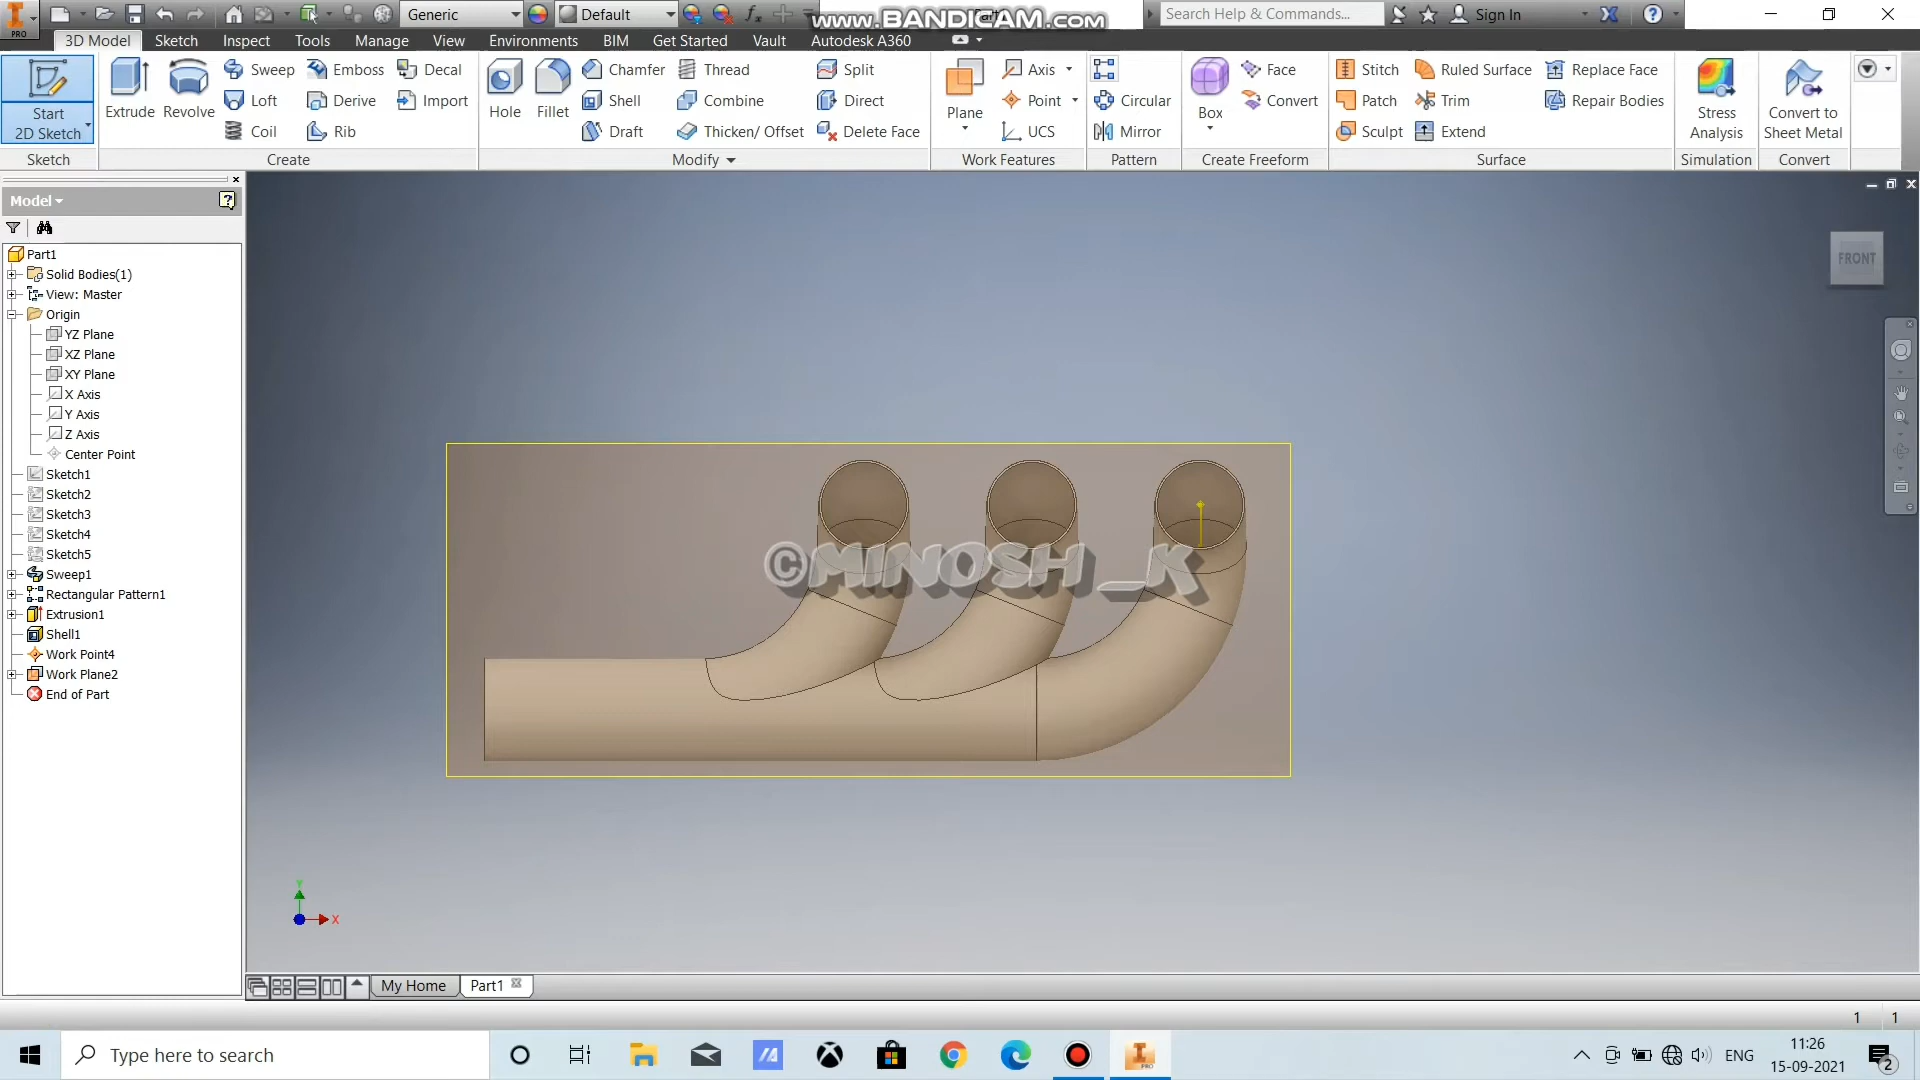 PRO
Generic
Default
fx
www.BANDICAM.com
Search Help & Commands...
Sign In
3D Model
Sketch
Inspect
Tools
Manage
View
Environments
BIM
Get Started
Vault
Autodesk A360
Start
2D Sketch
Extrude
Revolve
Sweep
Loft
Coil
Emboss
Derive
Rib
Decal
Import
Hole
Fillet
Chamfer
Shell
Draft
Thread
Combine
Thicken/ Offset
Split
Direct
Delete Face
Plane
Axis
Point
UCS
Circular
Mirror
Box
Face
Convert
Stitch
Patch
Sculpt
Ruled Surface
Trim
Extend
Replace Face
Repair Bodies
Stress
Analysis
Convert to
Sheet Metal
Sketch
Create
Modify
Work Features
Pattern
Create Freeform
Surface
Simulation
Convert
Model
Part1
Solid Bodies(1)
View: Master
Origin
YZ Plane
XZ Plane
XY Plane
X Axis
Y Axis
Z Axis
Center Point
Sketch1
Sketch2
Sketch3
Sketch4
Sketch5
Sweep1
Rectangular Pattern1
Extrusion1
Shell1
Work Point4
Work Plane2
End of Part
FRONT
©MINOSH_K
Y
X
My Home
Part1
1 1
Type here to search
PRO
ENG
11:26
15-09-2021
2